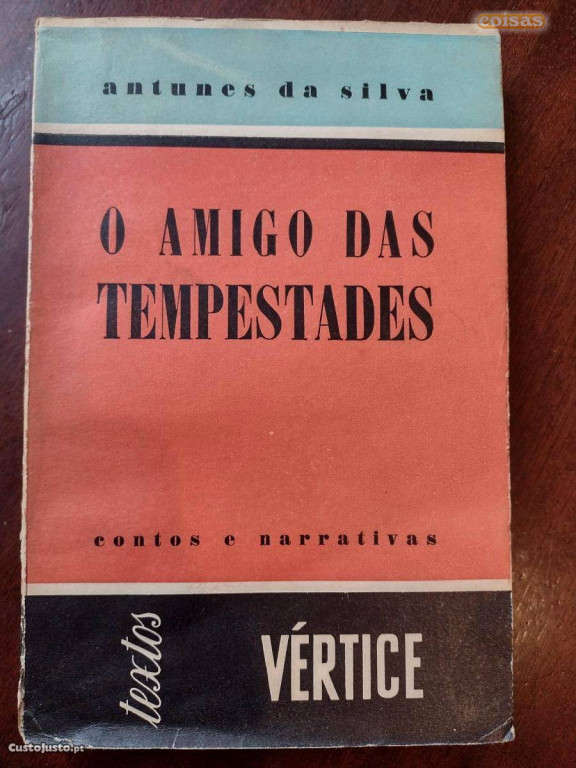 coisas
antunes da silva
O AMIGO DAS
TEMPESTADES
contos e narrativas
textos
VÉRTICE
CustoJusto.pt